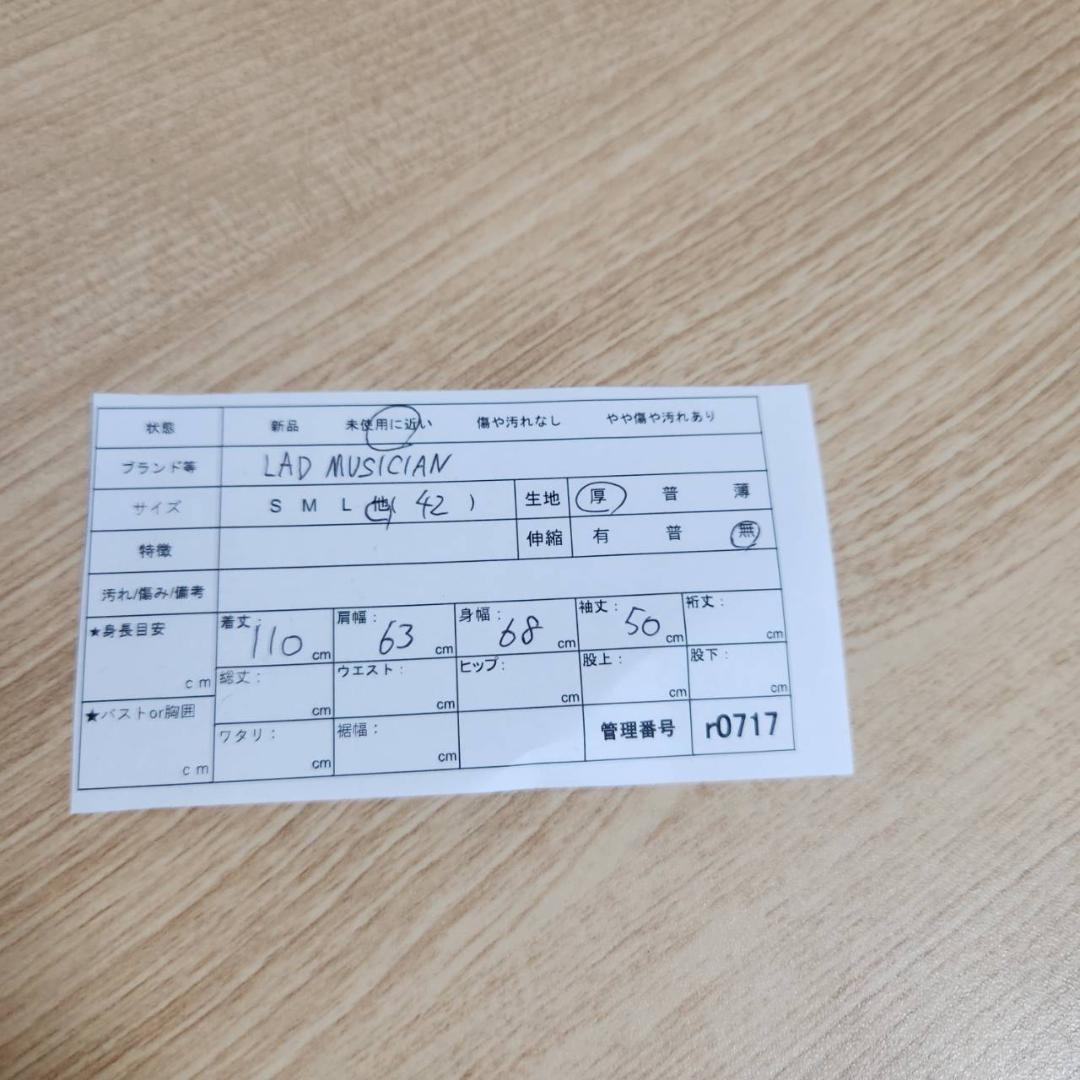 状態 新品 未使用に近い 傷や汚れなし やや傷や汚れあり
ブランド等 LAD MUSICIAN
サイズ S M L 他( 42 ) 生地 厚 普 薄
特徴 伸縮 有 普 無
汚れ/傷み/備考
★身長目安 cm 着丈: 110 cm 肩幅: 63 cm 身幅: 68 cm 袖丈: 50 cm 裄丈: cm
総丈: cm ウエスト: ヒップ: cm 股上: cm 股下: cm
★バストor胸囲 cm ワタリ: cm 裾幅: cm 管理番号 r0717